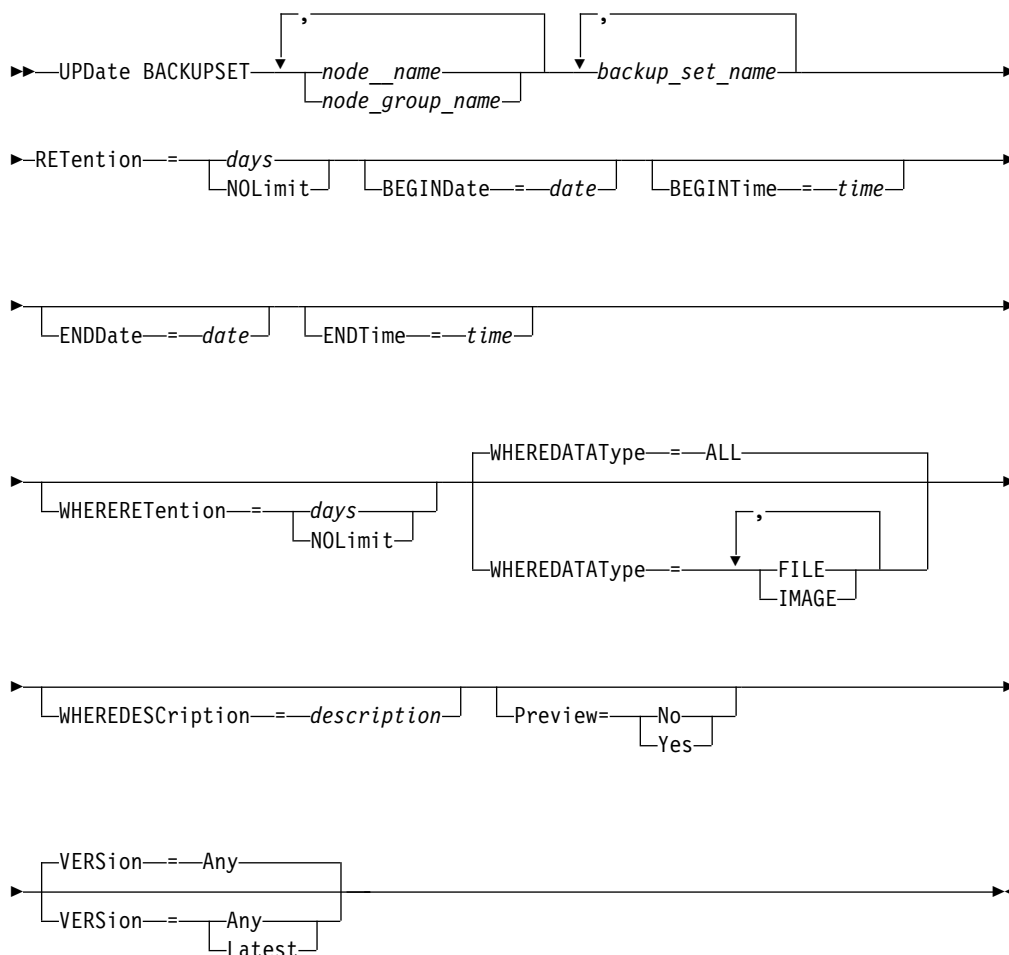 , ,
UPDate BACKUPSET node__name backup_set_name
node_group_name
RETention = days BEGINDate = date BEGINTime = time
NOLimit
ENDDate = date ENDTime = time
WHEREDATAType = ALL
WHERERETention = days
NOLimit
,
WHEREDATAType = FILE
IMAGE
WHEREDESCription = description Preview= No
Yes
VERSion = Any
VERSion = Any
Latest